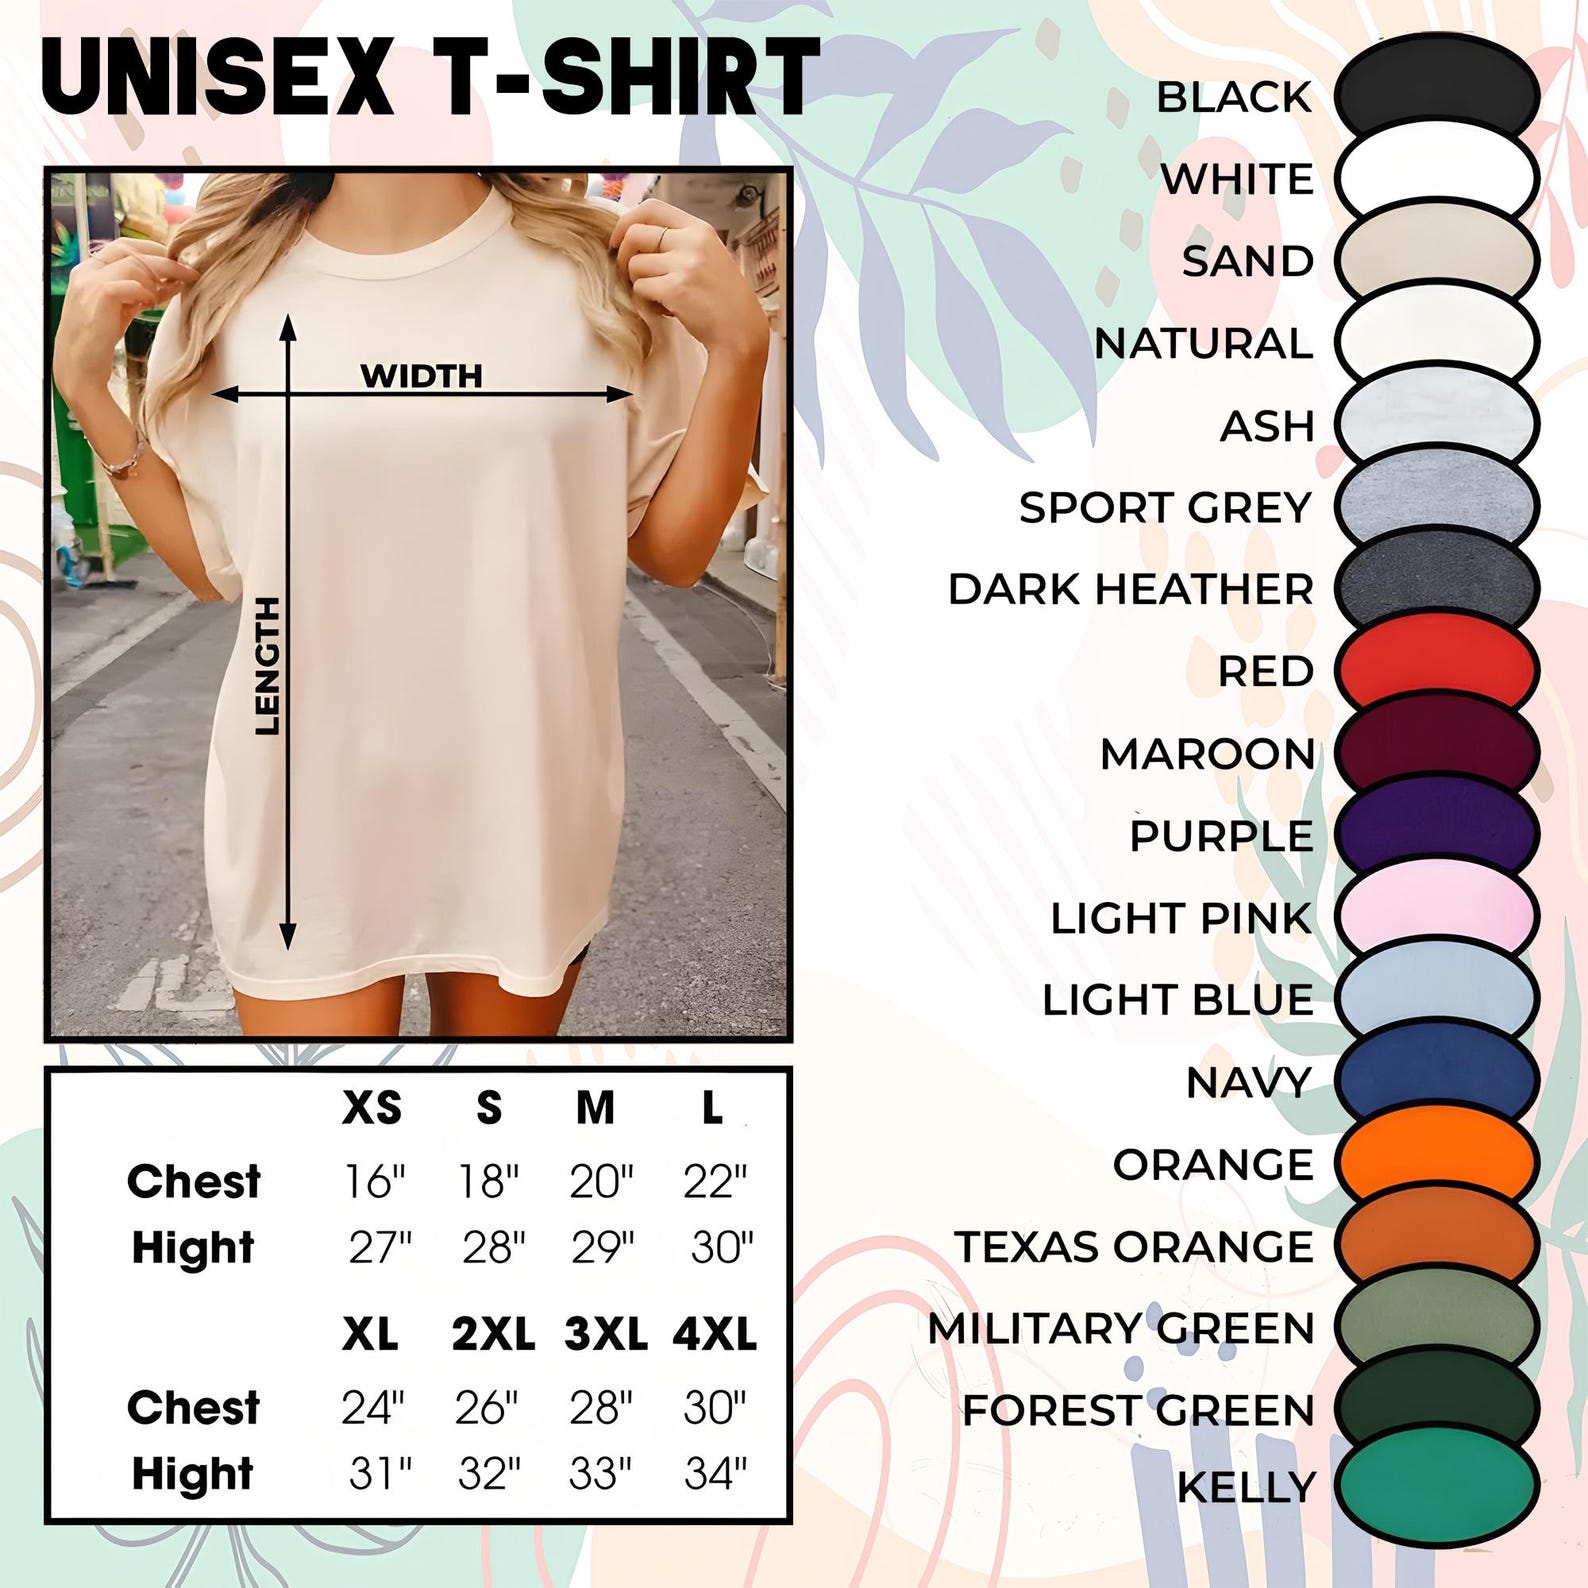 UNISEX T-SHIRT
WIDTH
LENGTH
XS S M L
Chest 16" 18" 20" 22"
Hight 27" 28" 29" 30"
XL 2XL 3XL 4XL
Chest 24" 26" 28" 30"
Hight 31" 32" 33" 34"
BLACK
WHITE
SAND
NATURAL
ASH
SPORT GREY
DARK HEATHER
RED
MAROON
PURPLE
LIGHT PINK
LIGHT BLUE
NAVY
ORANGE
TEXAS ORANGE
MILITARY GREEN
FOREST GREEN
KELLY